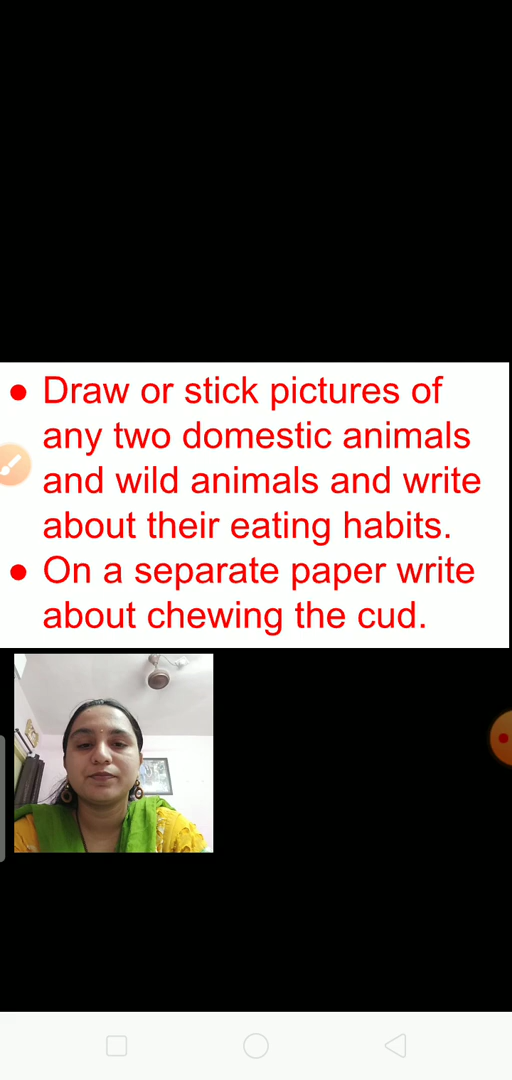 ● Draw or stick pictures of
any two domestic animals
and wild animals and write
about their eating habits.
● On a separate paper write
about chewing the cud.